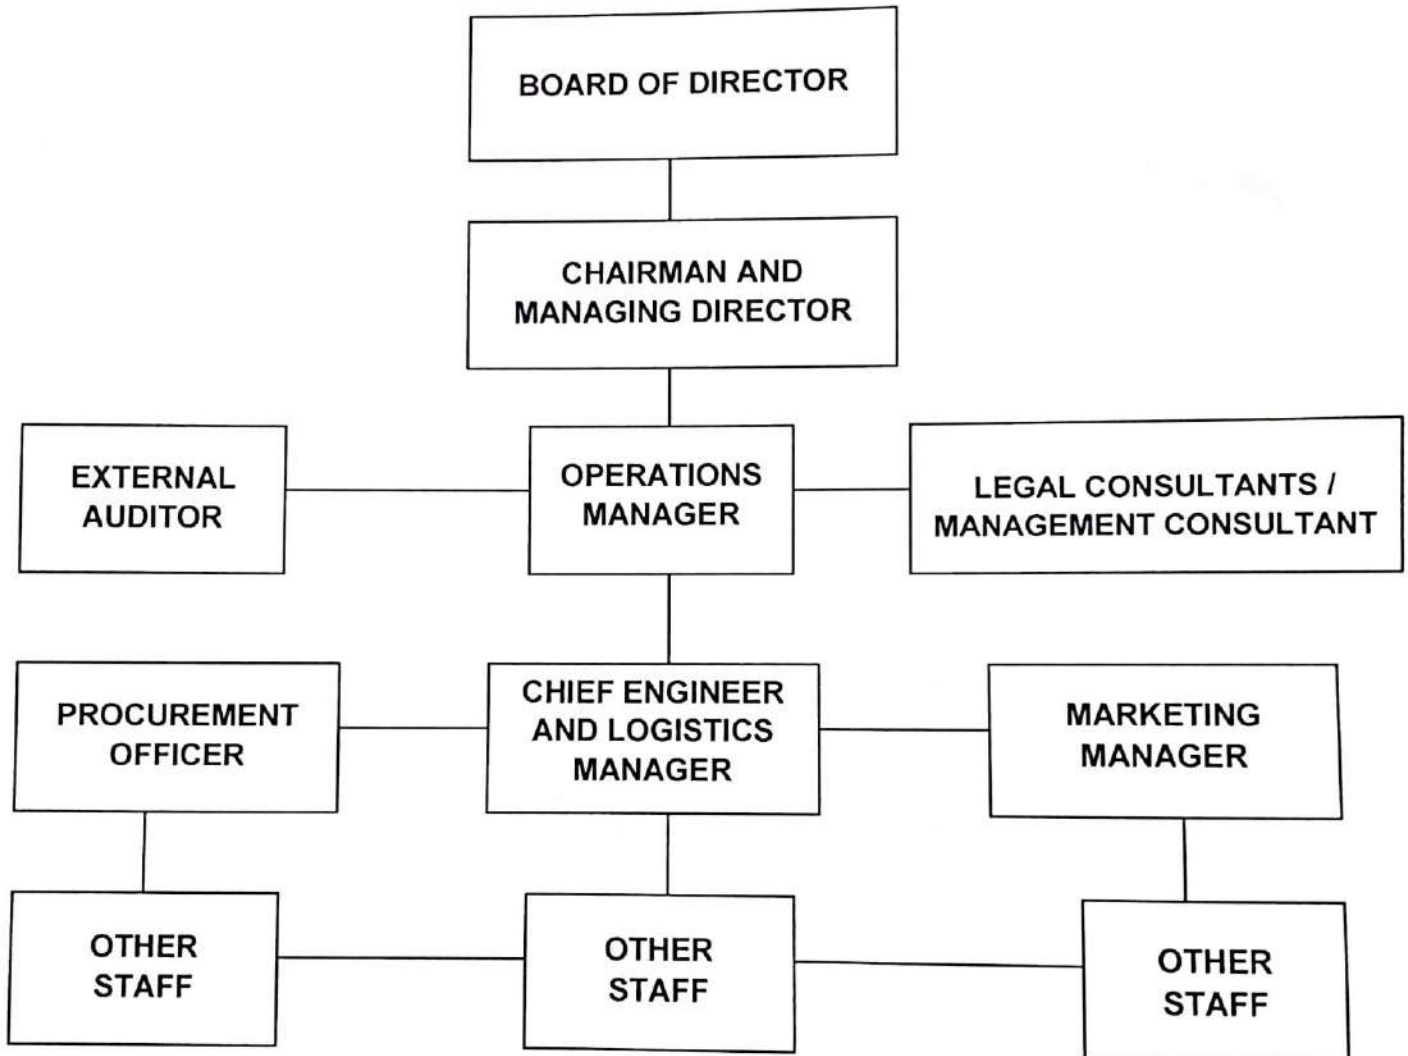 BOARD OF DIRECTOR
CHAIRMAN AND
MANAGING DIRECTOR
EXTERNAL
AUDITOR
OPERATIONS
MANAGER
LEGAL CONSULTANTS /
MANAGEMENT CONSULTANT
PROCUREMENT
OFFICER
CHIEF ENGINEER
AND LOGISTICS
MANAGER
MARKETING
MANAGER
OTHER
STAFF
OTHER
STAFF
OTHER
STAFF